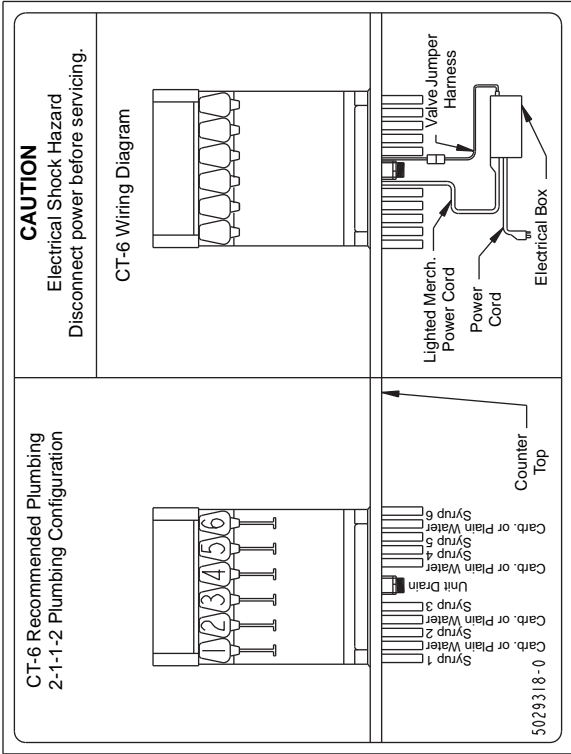 CT-6 Recommended Plumbing
2-1-1-2 Plumbing Configuration
1 2 3 4 5 6
Syrup 1
Carb. or Plain Water
Syrup 2
Carb. or Plain Water
Syrup 3
Unit Drain
Carb. or Plain Water
Syrup 4
Syrup 5
Carb. or Plain Water
Syrup 6
Counter
Top
5029318-0
CAUTION
Electrical Shock Hazard
Disconnect power before servicing.
CT-6 Wiring Diagram
Lighted Merch.
Power Cord
Power
Cord
Valve Jumper
Harness
Electrical Box